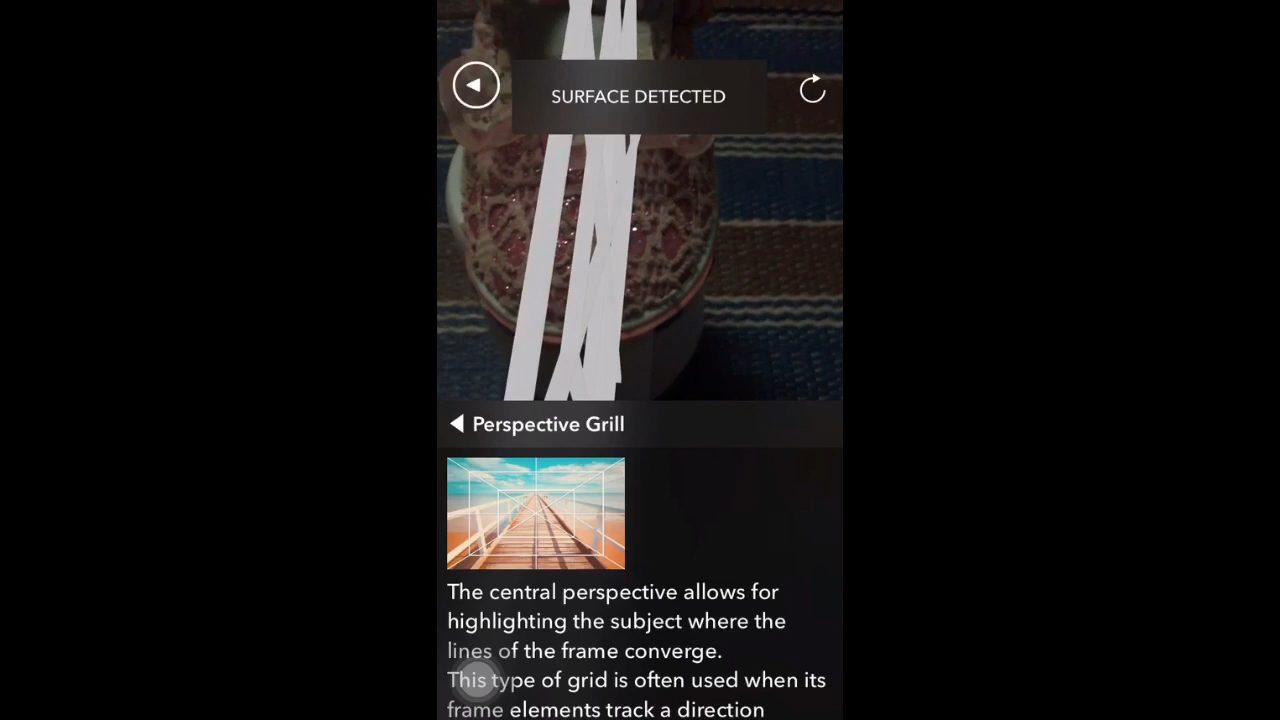 SURFACE DETECTED
Perspective Grill
The central perspective allows for
highlighting the subject where the
lines of the frame converge.
This type of grid is often used when its
frame elements track a direction